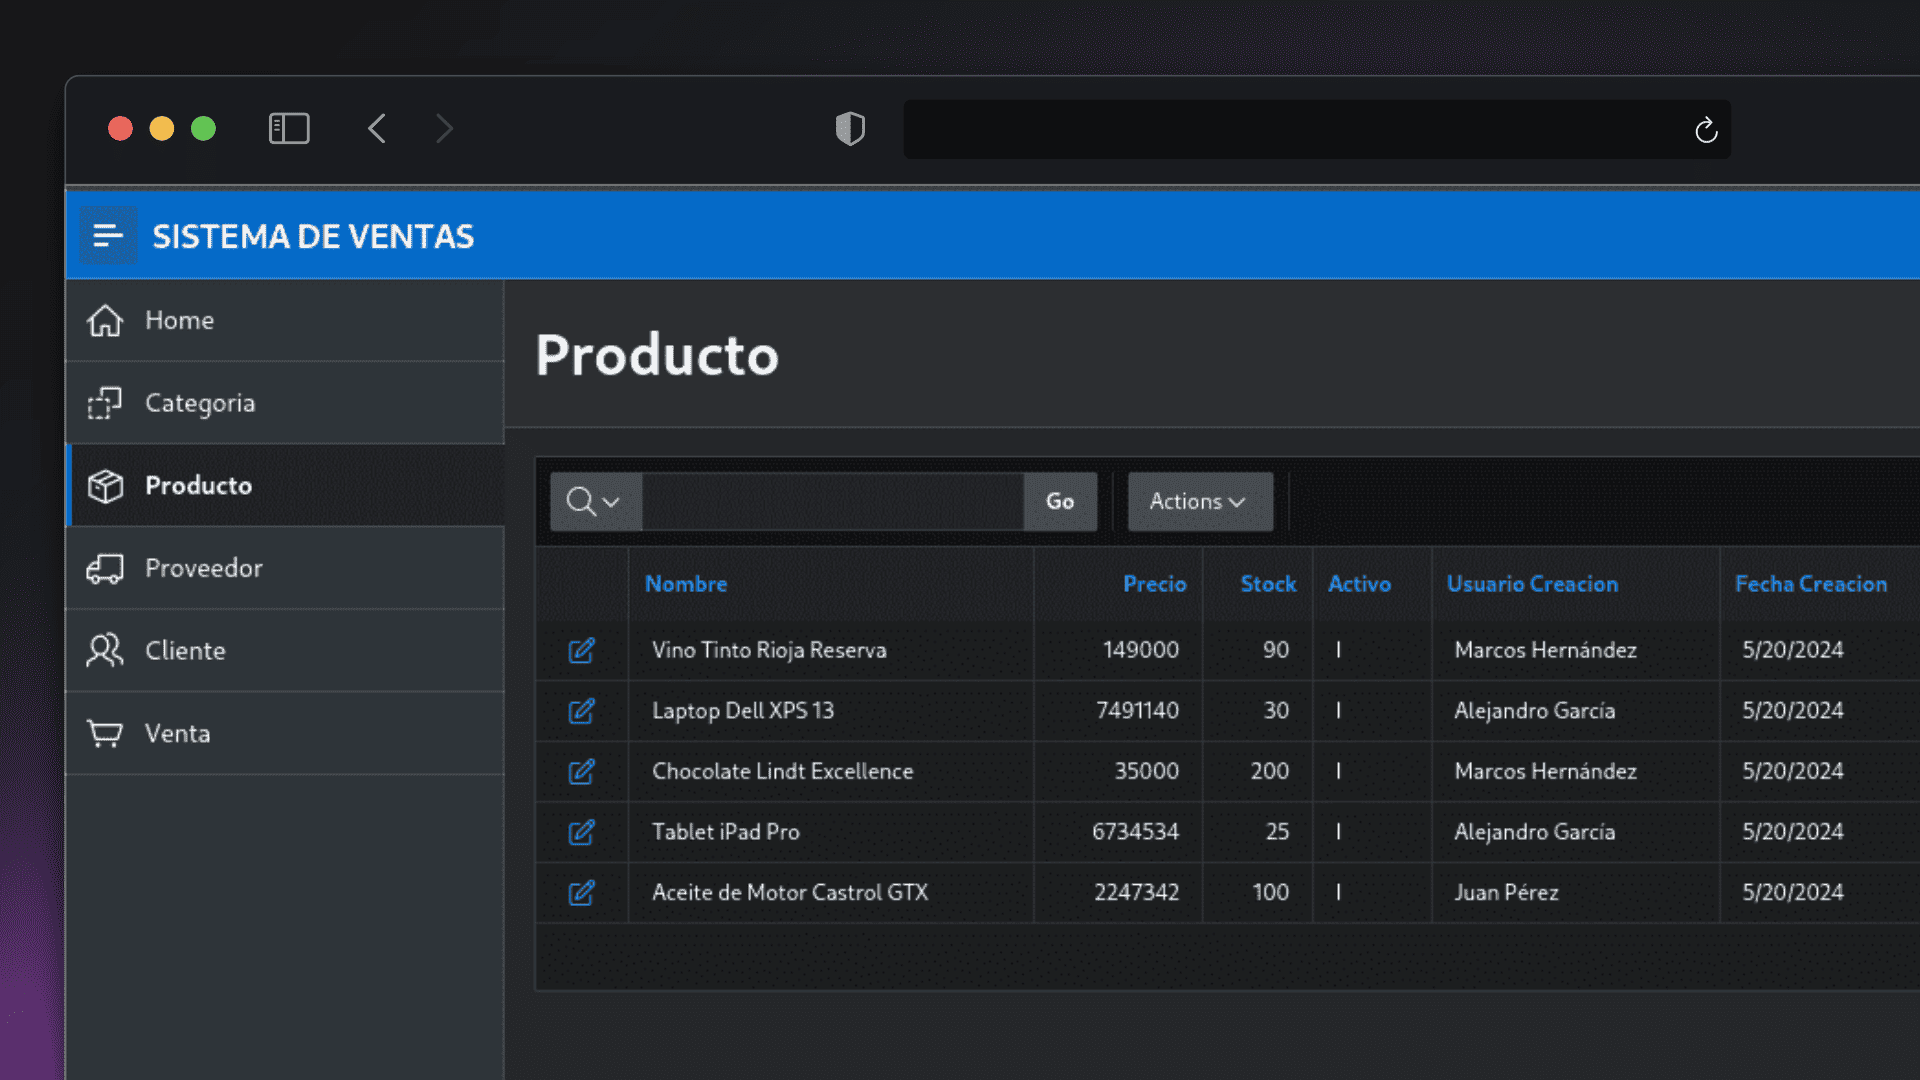 SISTEMA DE VENTAS
Home
Categoria
Producto
Proveedor
Cliente
Venta
Producto
Go
Actions
Nombre Precio Stock Activo Usuario Creacion Fecha Creacion
Vino Tinto Rioja Reserva 149000 90 I Marcos Hernández 5/20/2024
Laptop Dell XPS 13 7491140 30 I Alejandro García 5/20/2024
Chocolate Lindt Excellence 35000 200 I Marcos Hernández 5/20/2024
Tablet iPad Pro 6734534 25 I Alejandro García 5/20/2024
Aceite de Motor Castrol GTX 2247342 100 I Juan Pérez 5/20/2024